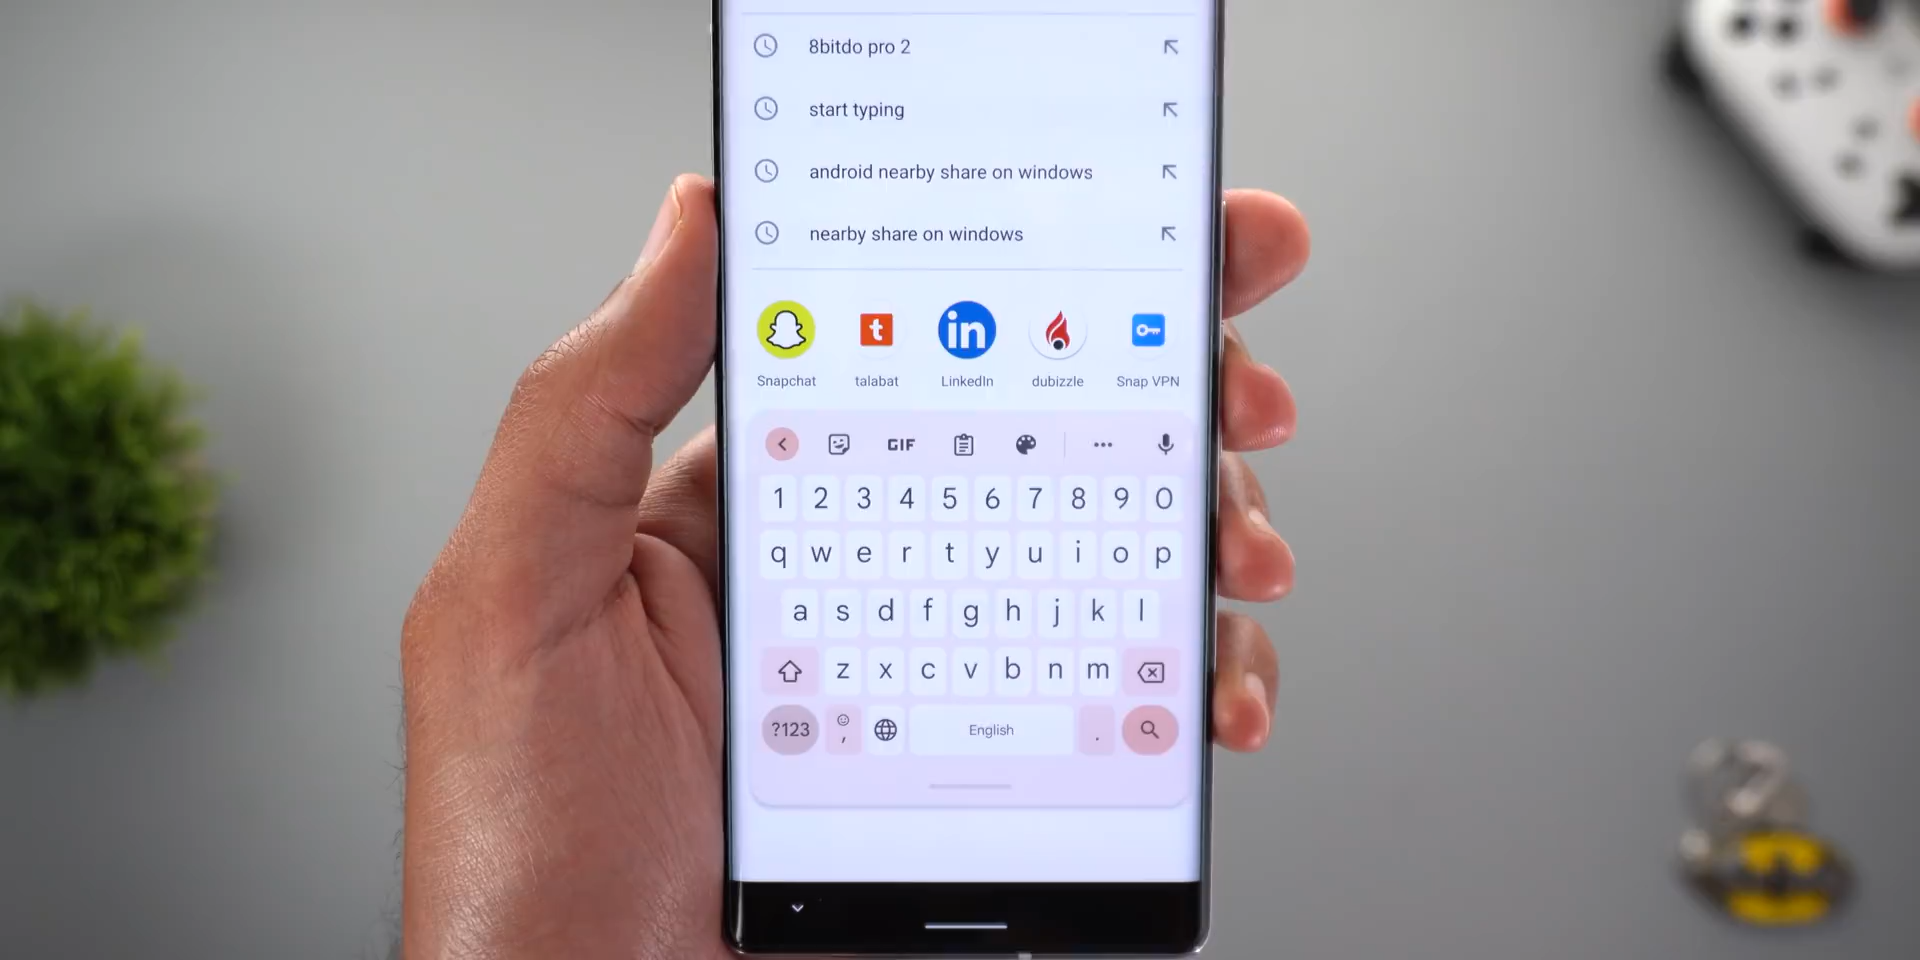 8bitdo pro 2
start typing
android nearby share on windows
nearby share on windows
t
in
Snapchat talabat LinkedIn dubizzle Snap VPN
GIF
1 2 3 4 5 6 7 8 9 0
q w e r t y u i o p
a s d f g h j k l
z x c v b n m
?123 , English .